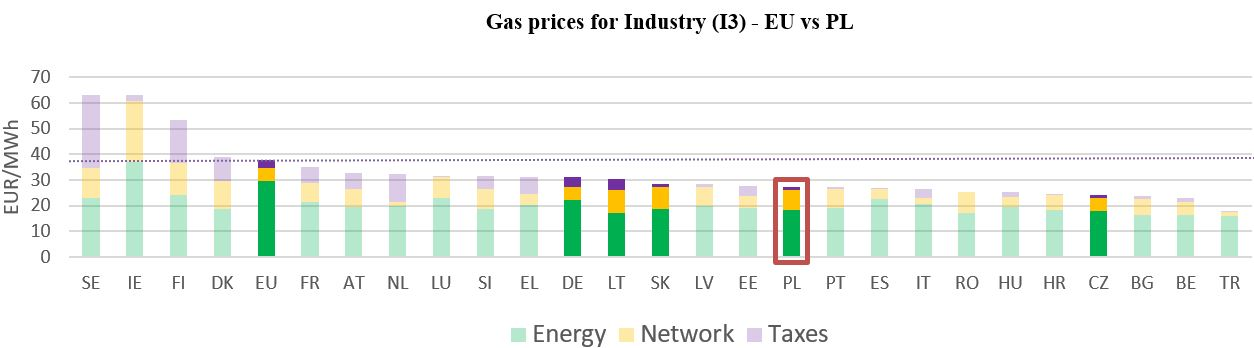 Gas prices for Industry (I3) - EU vs PL
EUR/MWh
70
60
50
40
30
20
10
0
SE IE FI DK EU FR AT NL LU SI EL DE LT SK LV EE PL PT ES IT RO HU HR CZ BG BE TR
Energy Network Taxes